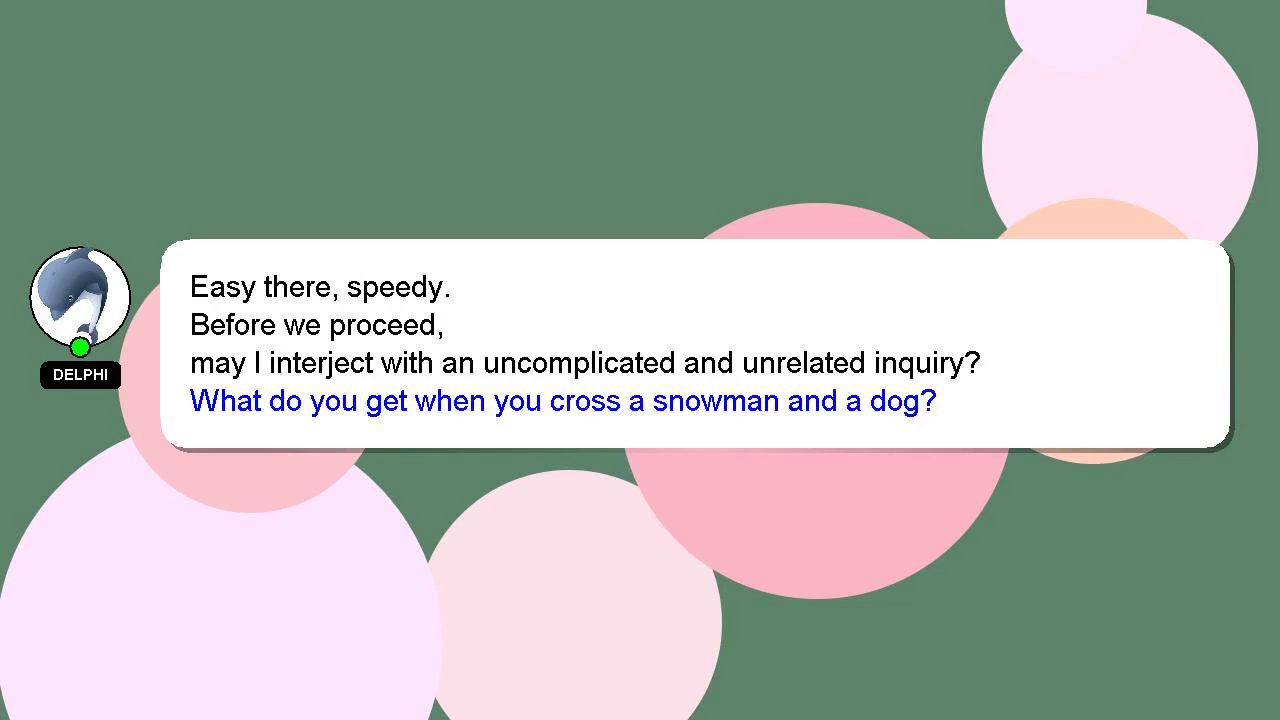 Easy there, speedy.
Before we proceed,
may I interject with an uncomplicated and unrelated inquiry?
What do you get when you cross a snowman and a dog?
DELPHI